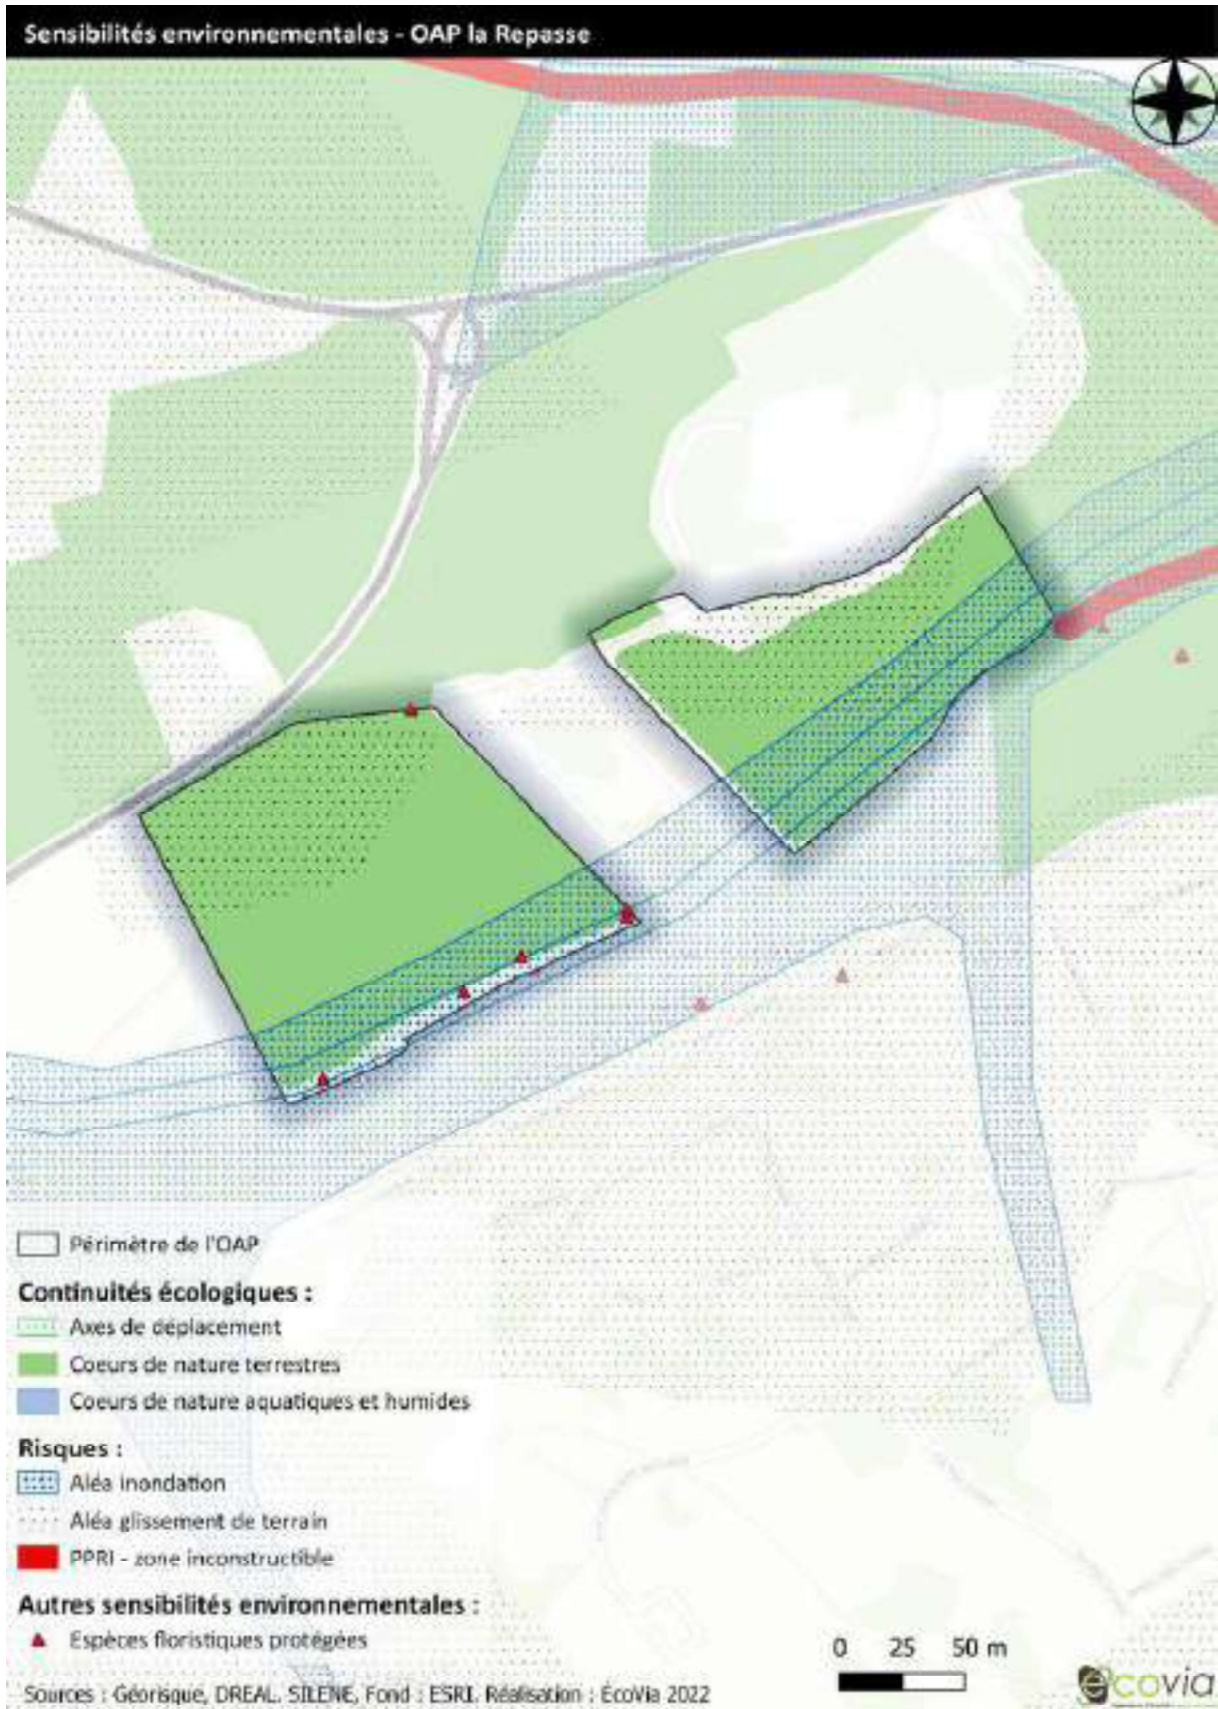 Sensibilités environnementales - OAP la Repasse
Périmètre de l'OAP
Continuités écologiques :
Axes de déplacement
Coeurs de nature terrestres
Coeurs de nature aquatiques et humides
Risques :
Aléa inondation
Aléa glissement de terrain
PPRI - zone inconstructible
Autres sensibilités environnementales :
Espèces floristiques protégées
0 25 50 m
Sources : Géorisque, DREAL, SILENE, Fond : ESRI. Réalisation : ÉcoVia 2022
écovia